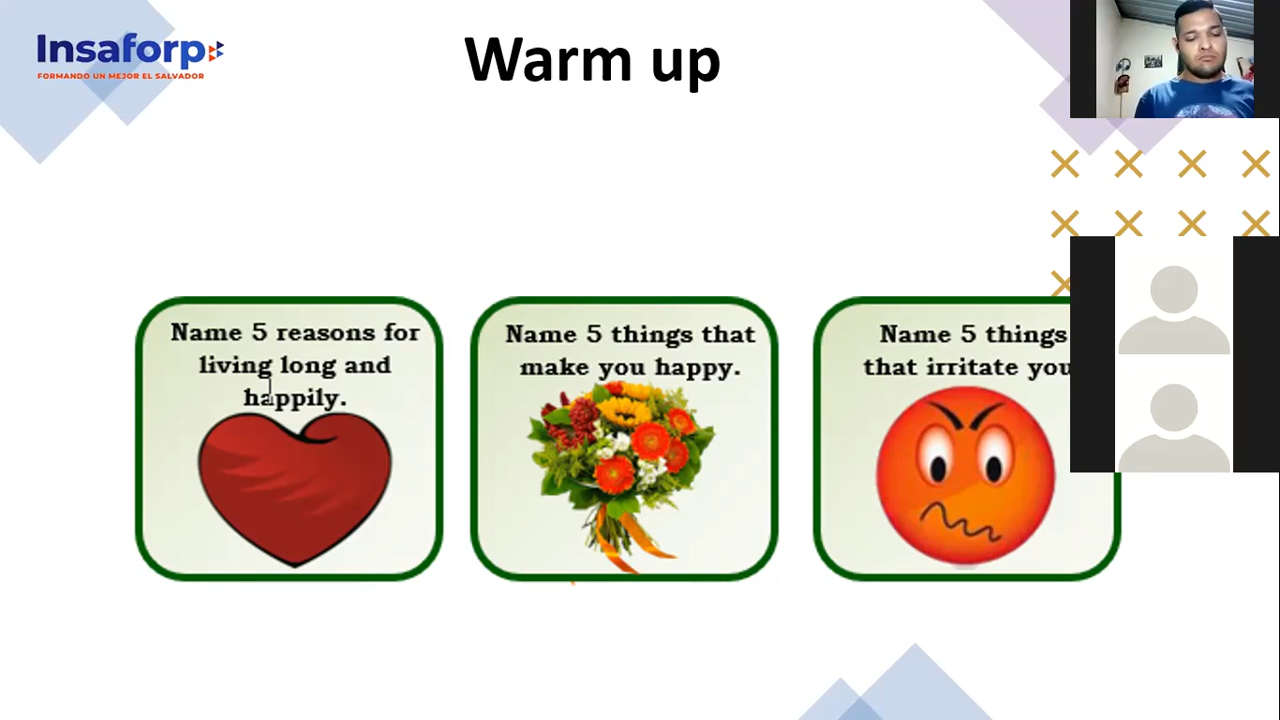 Insaforp
FORMANDO UN MEJOR EL SALVADOR
Warm up
Name 5 reasons for
living long and
happily.
Name 5 things that
make you happy.
Name 5 things
that irritate you